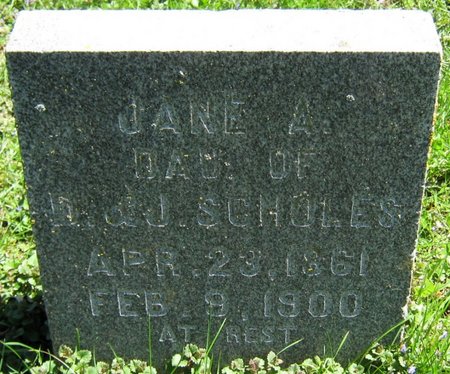 JANE A.
DAU. OF
D. & J. SCHOLES
APR. 23, 1861
FEB. 9, 1900
AT REST